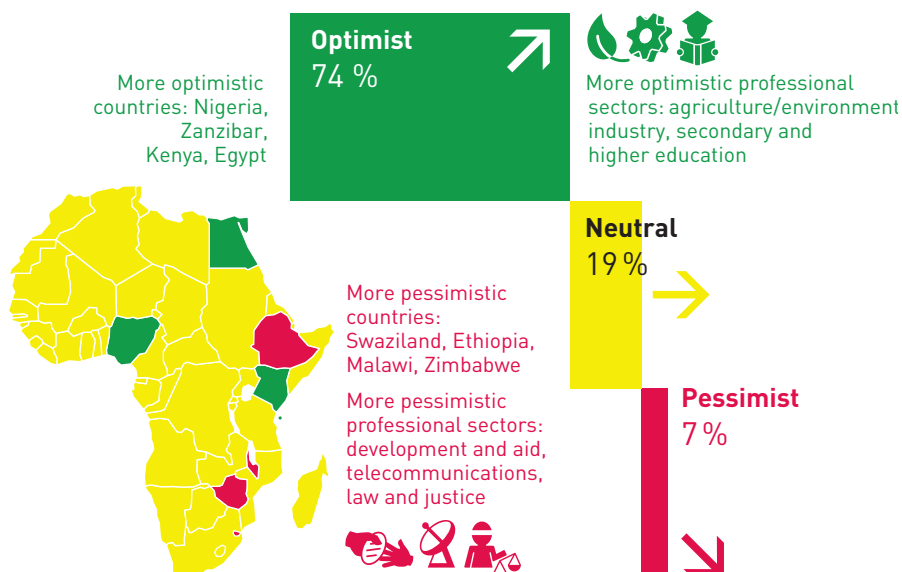 Optimist
74 %
More optimistic
countries: Nigeria,
Zanzibar,
Kenya, Egypt
More optimistic professional
sectors: agriculture/environment
industry, secondary and
higher education
Neutral
19 %
More pessimistic
countries:
Swaziland, Ethiopia,
Malawi, Zimbabwe
More pessimistic
professional sectors:
development and aid,
telecommunications,
law and justice
Pessimist
7 %